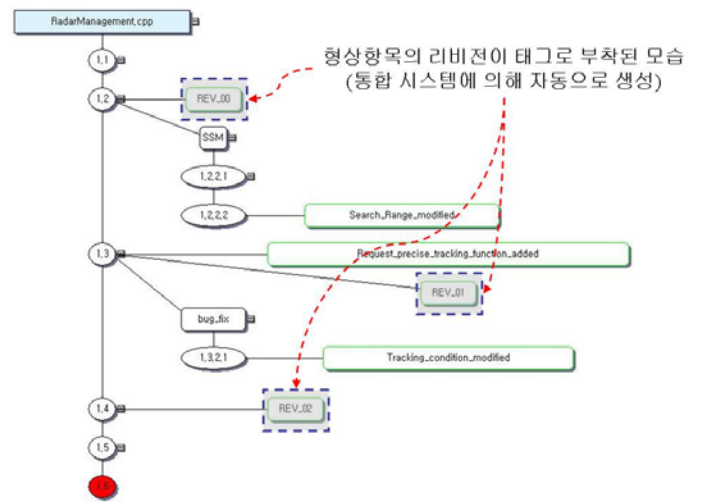 RadarManagement.cpp
1.1
형상항목의 리비전이 태그로 부착된 모습
(통합 시스템에 의해 자동으로 생성)
1.2
REV_00
SSM
1.2.2.1
1.2.2.2
Search_Range_modified
1.3
Request_precise_tracking_function_added
REV_01
bug_fix
1.3.2.1
Tracking_condition_modified
1.4
REV_02
1.5
1.6